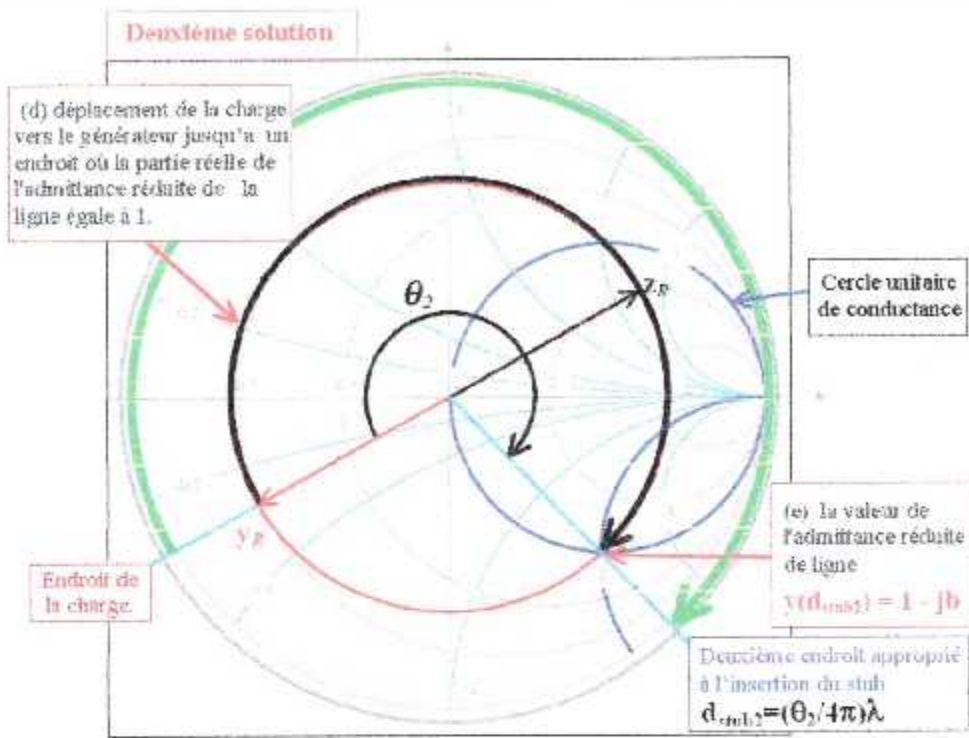 Deuxième solution
(d) déplacement de la charge
vers le générateur jusqu'a un
endroit où la partie réelle de
l'admittance réduite de la
ligne égale à 1.
θ2
Z R
Cercle unitaire
de conductance
y R
Endroit de
la charge.
(e) la valeur de
l'admittance réduite
de ligne
y(dstub2) = 1 - jb
Deuxième endroit approprié
à l'insertion du stub
dstub2=(θ2/4π)λ